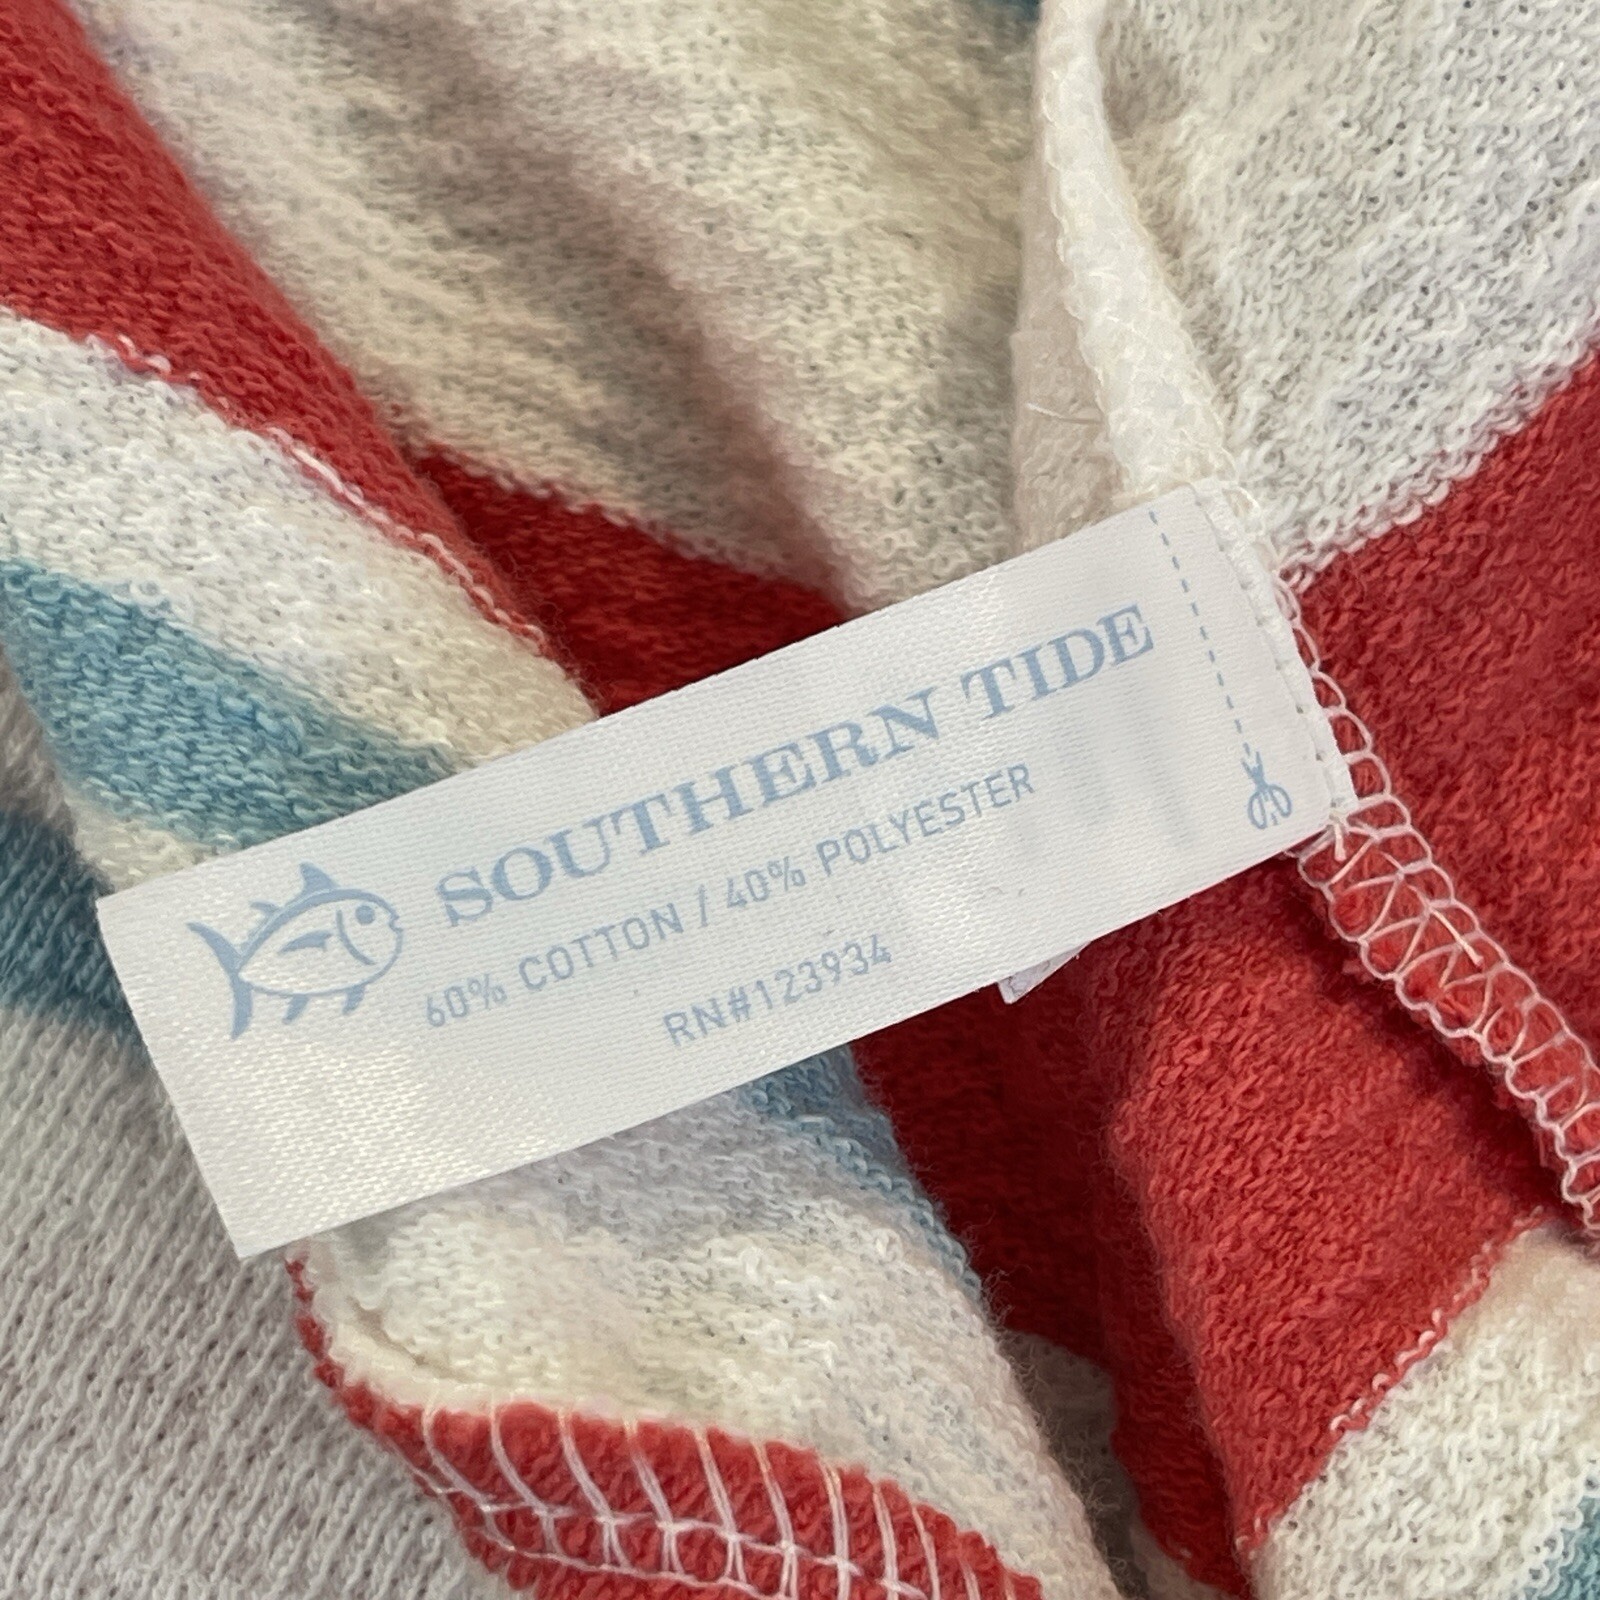 SOUTHERN TIDE
60% COTTON / 40% POLYESTER
RN#123934